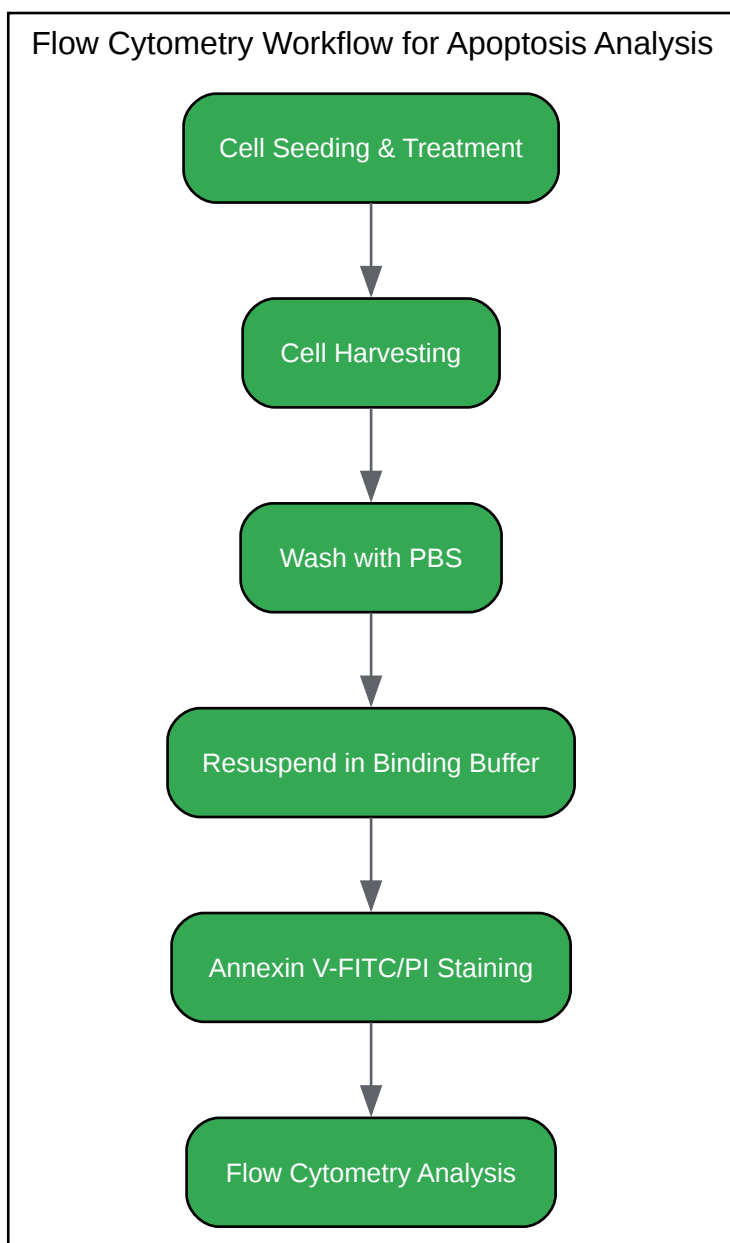 Flow Cytometry Workflow for Apoptosis Analysis
Cell Seeding & Treatment
Cell Harvesting
Wash with PBS
Resuspend in Binding Buffer
Annexin V-FITC/PI Staining
Flow Cytometry Analysis